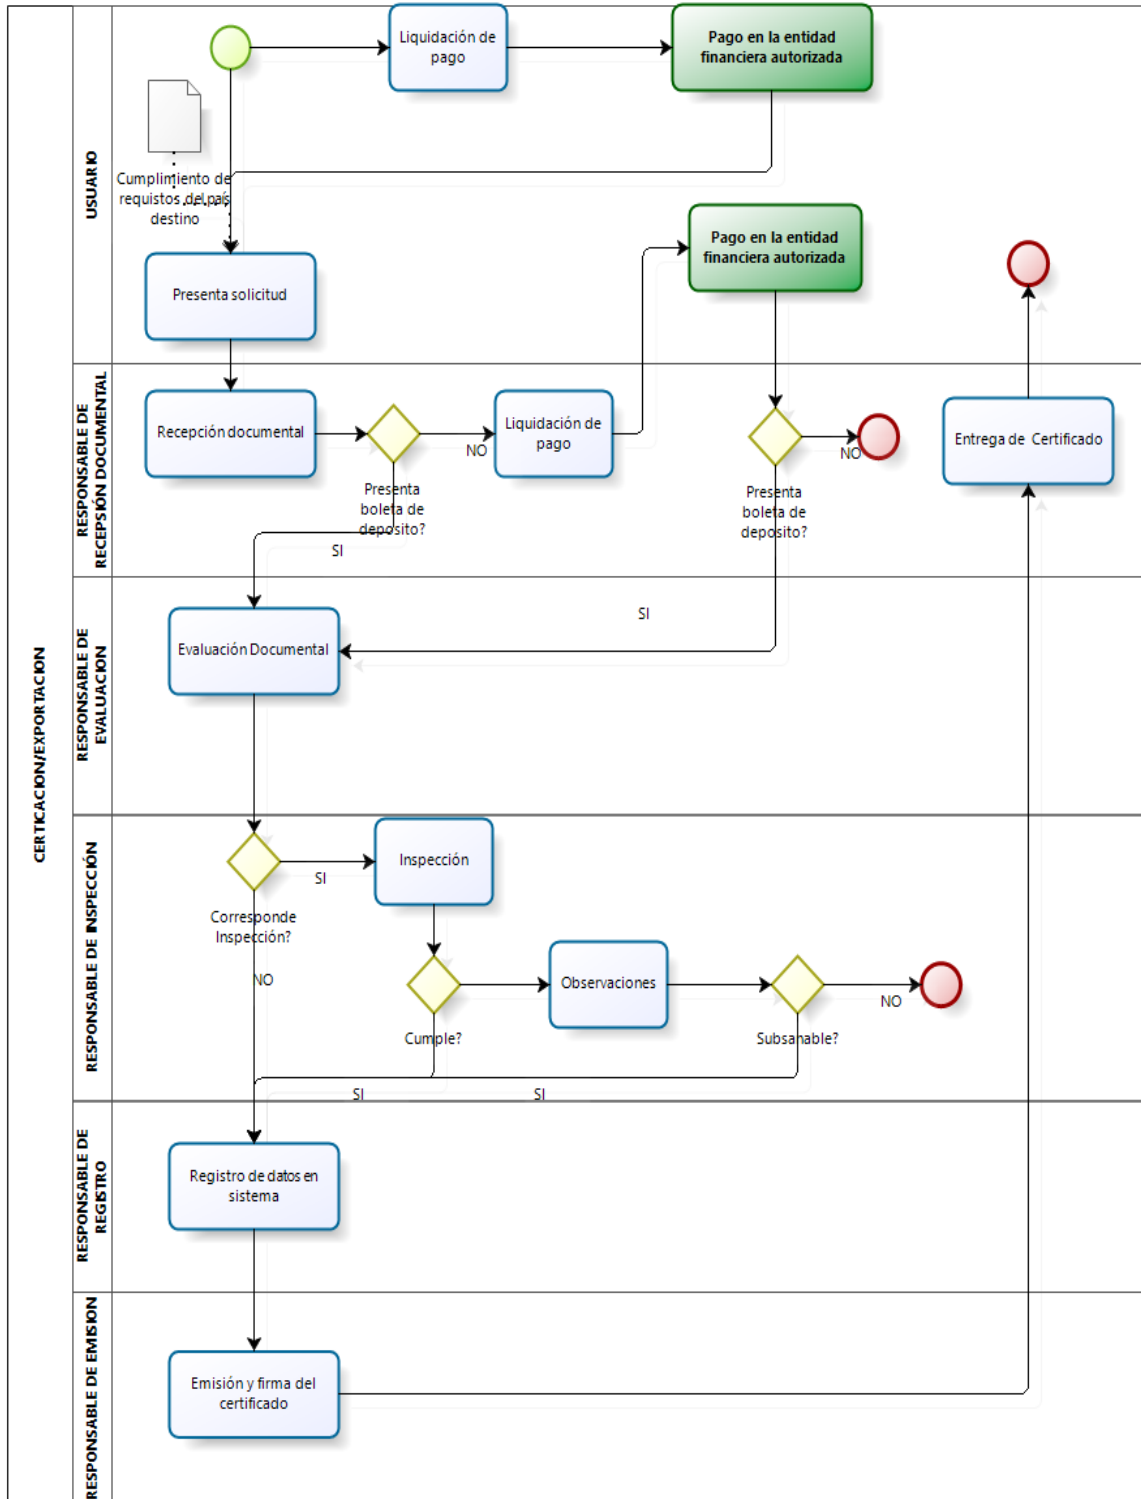 CERTICACION/EXPORTACION
USUARIO
Liquidación de
pago
Pago en la entidad
financiera autorizada
Cumplimiento de
requistos del país
destino
Presenta solicitud
Pago en la entidad
financiera autorizada
RESPONSABLE DE
RECEPSIÓN DOCUMENTAL
Recepción documental
NO
Presenta
boleta de
deposito?
SI
Liquidación de
pago
NO
Presenta
boleta de
deposito?
Entrega de Certificado
RESPONSABLE DE
EVALUACION
SI
Evaluación Documental
RESPONSABLE DE INSPECCIÓN
Inspección
SI
Corresponde
Inspección?
NO
Cumple?
Observaciones
Subsanable?
NO
SI
SI
RESPONSABLE DE
REGISTRO
Registro de datos en
sistema
RESPONSABLE DE EMISION
Emisión y firma del
certificado